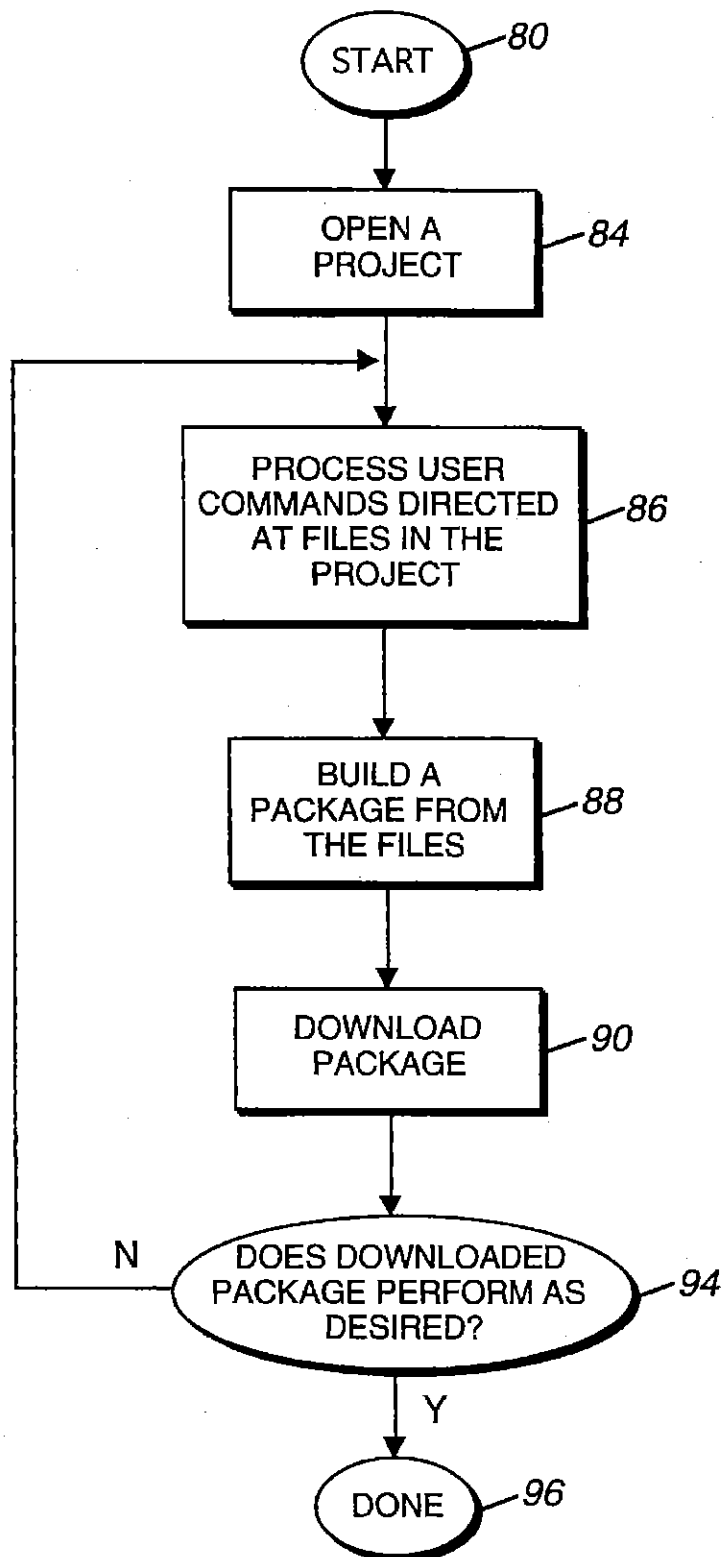 START
80
OPEN A
PROJECT
84
PROCESS USER
COMMANDS DIRECTED
AT FILES IN THE
PROJECT
86
BUILD A
PACKAGE FROM
THE FILES
88
DOWNLOAD
PACKAGE
90
N
DOES DOWNLOADED
PACKAGE PERFORM AS
DESIRED?
94
Y
DONE
96